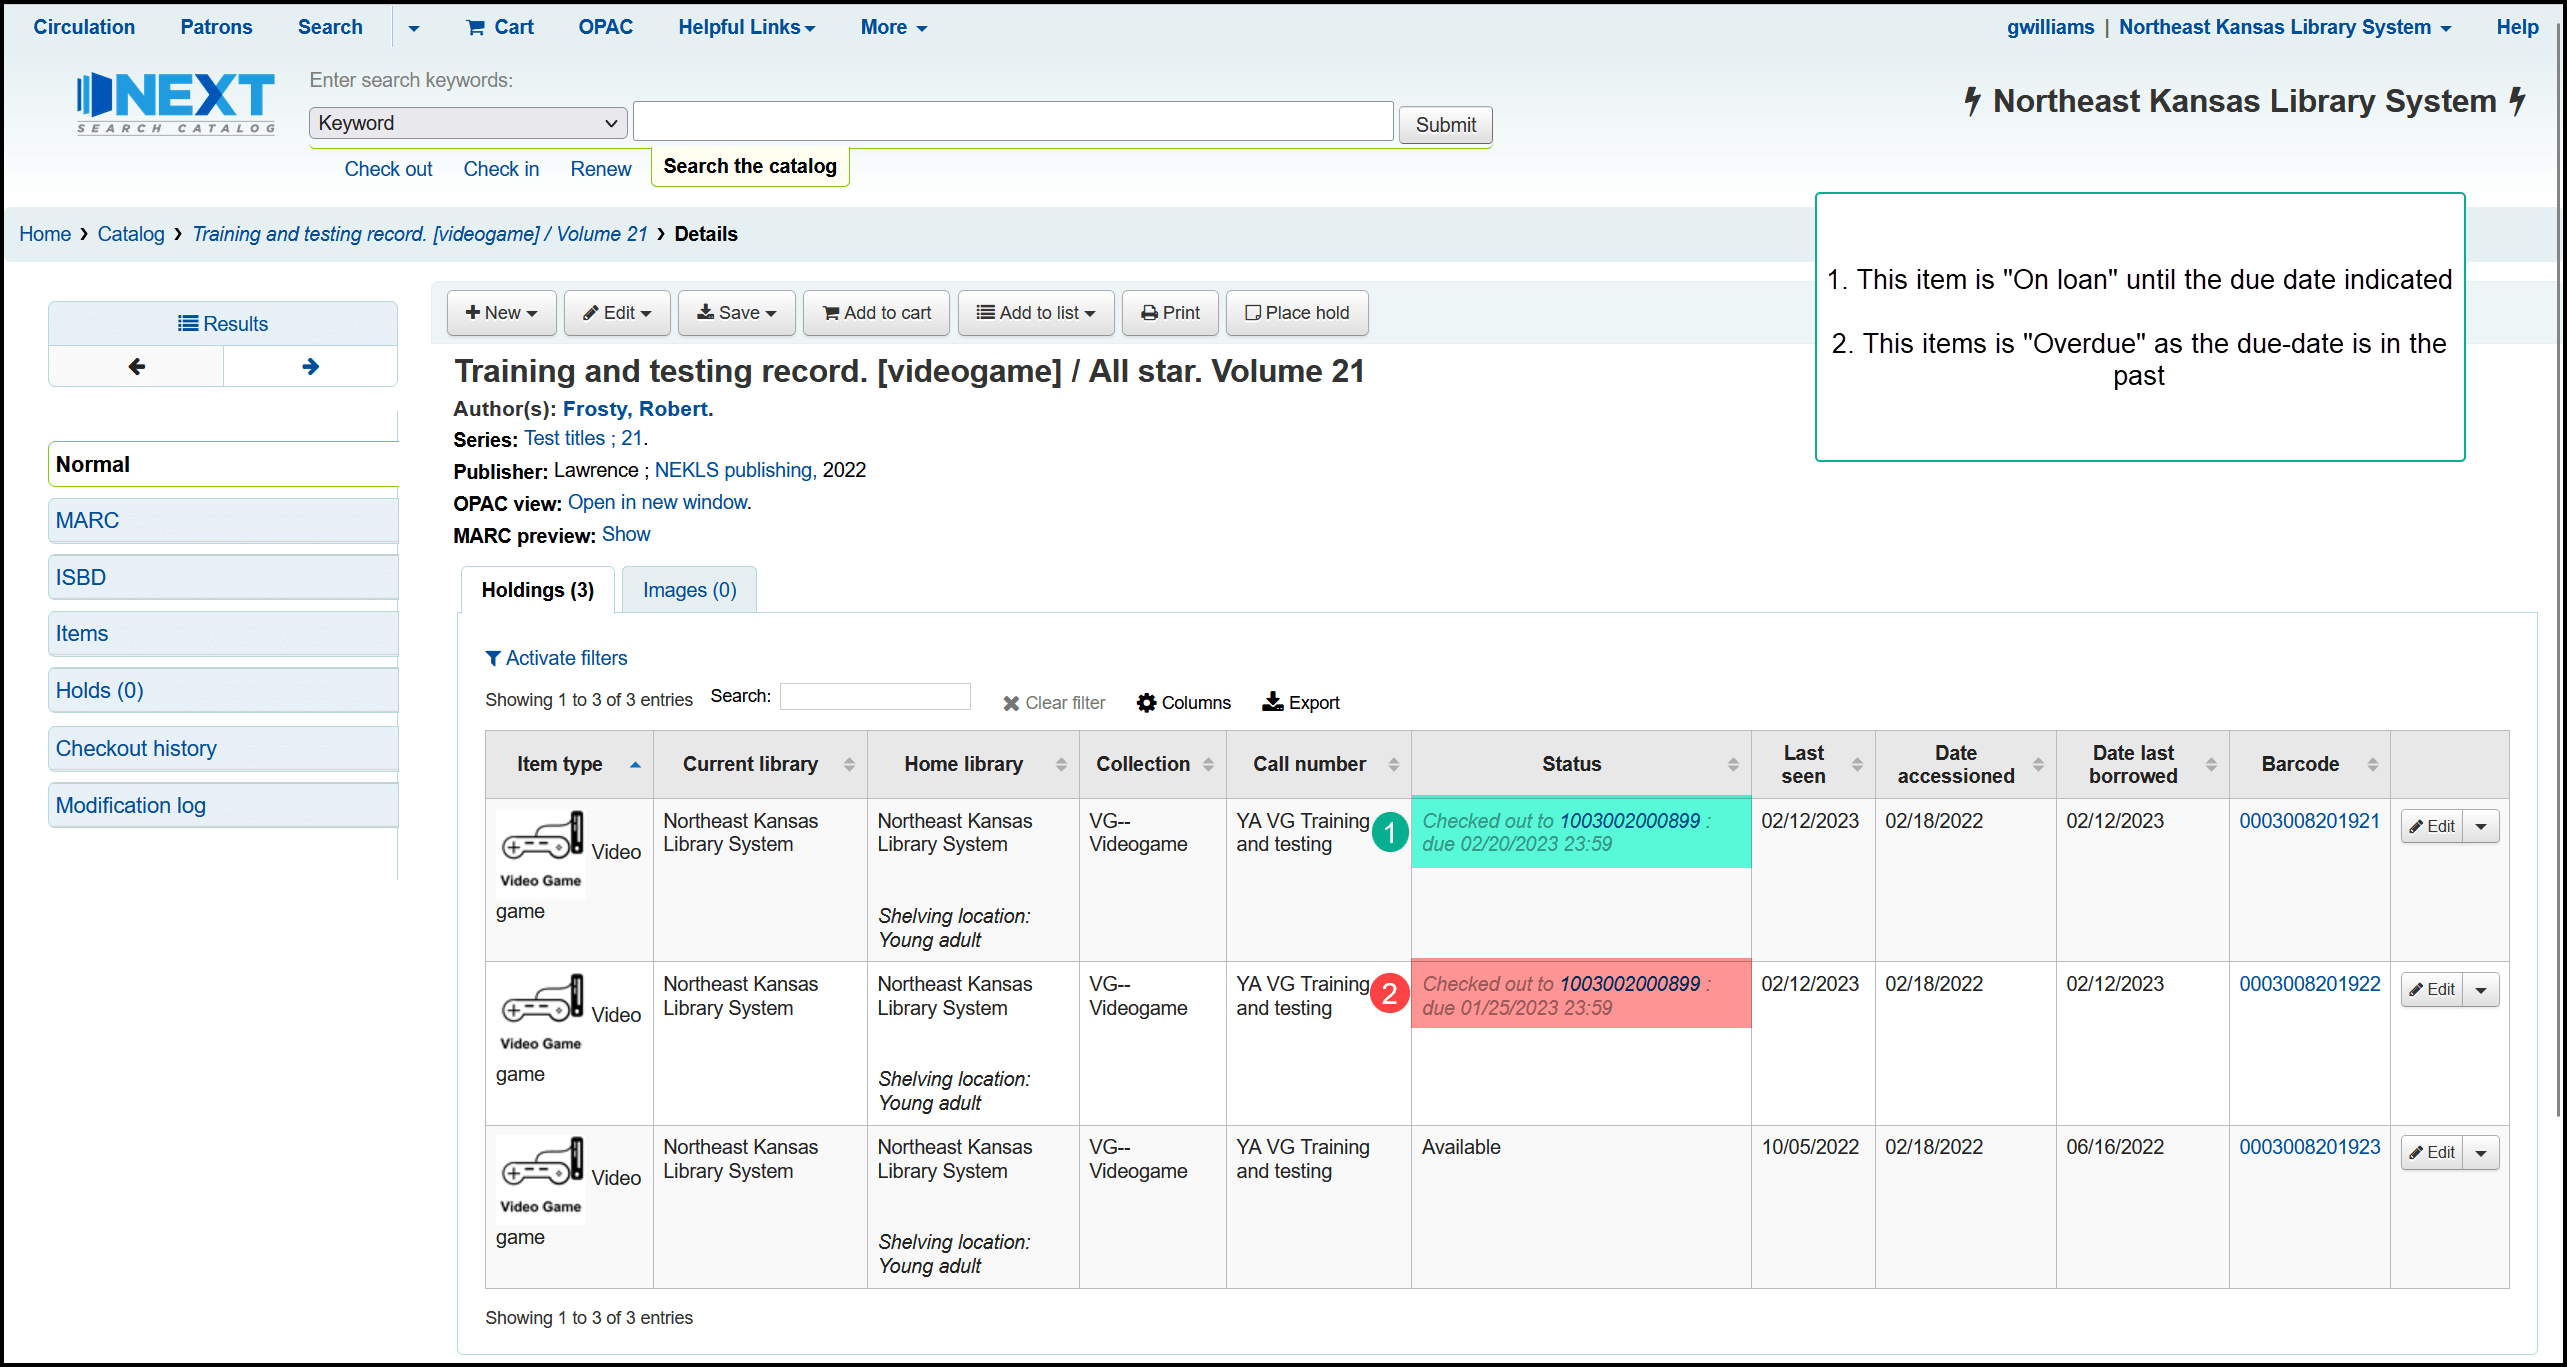 Circulation Patrons Search Cart OPAC Helpful Links More gwilliams | Northeast Kansas Library System Help
NEXT
SEARCH CATALOG
Enter search keywords:
Keyword Submit
Northeast Kansas Library System
Check out Check in Renew Search the catalog
Home › Catalog › Training and testing record. [videogame] / Volume 21 › Details
1. This item is "On loan" until the due date indicated
2. This items is "Overdue" as the due-date is in the
past
Results
New Edit Save Add to cart Add to list Print Place hold
Training and testing record. [videogame] / All star. Volume 21
Author(s): Frosty, Robert.
Series: Test titles ; 21.
Publisher: Lawrence ; NEKLS publishing, 2022
OPAC view: Open in new window.
MARC preview: Show
Normal
MARC
ISBD
Items
Holds (0)
Checkout history
Modification log
Holdings (3) Images (0)
Activate filters
Showing 1 to 3 of 3 entries Search: Clear filter Columns Export
Item type Current library Home library Collection Call number Status Last seen Date accessioned Date last borrowed Barcode
Video Game
Video
game
Northeast Kansas
Library System
Northeast Kansas
Library System
Shelving location:
Young adult
VG--
Videogame
YA VG Training
and testing
1
Checked out to 1003002000899 :
due 02/20/2023 23:59
02/12/2023 02/18/2022 02/12/2023 0003008201921 Edit
Video Game
Video
game
Northeast Kansas
Library System
Northeast Kansas
Library System
Shelving location:
Young adult
VG--
Videogame
YA VG Training
and testing
2
Checked out to 1003002000899 :
due 01/25/2023 23:59
02/12/2023 02/18/2022 02/12/2023 0003008201922 Edit
Video Game
Video
game
Northeast Kansas
Library System
Northeast Kansas
Library System
Shelving location:
Young adult
VG--
Videogame
YA VG Training
and testing
Available
10/05/2022 02/18/2022 06/16/2022 0003008201923 Edit
Showing 1 to 3 of 3 entries